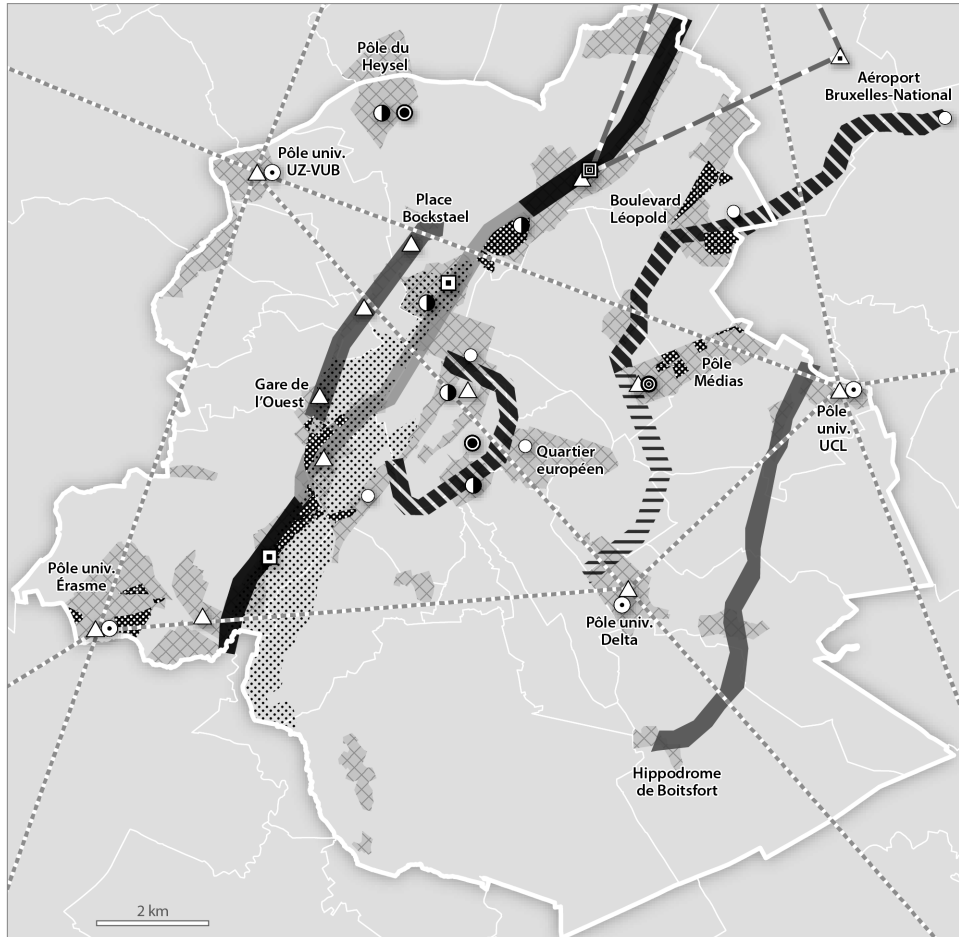 Pôle du
Heysel
Aéroport
Bruxelles-National
Pôle univ.
UZ-VUB
Place
Bockstael
Boulevard
Léopold
Gare de
l’Ouest
Pôle
Médias
Pôle
univ.
UCL
Quartier
européen
Pôle univ.
Érasme
Pôle univ.
Delta
Hippodrome
de Boitsfort
2 km